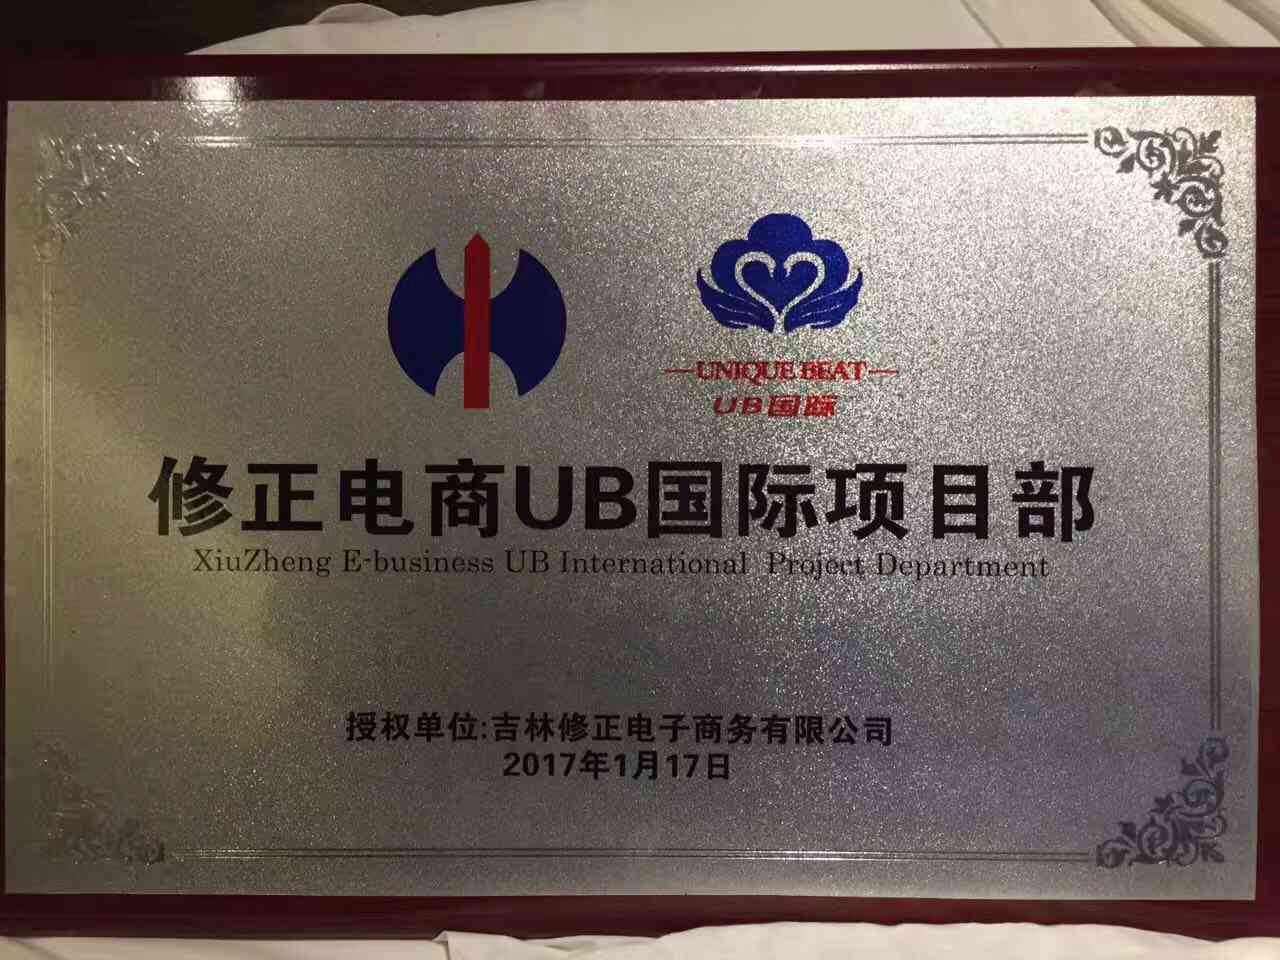 UNIQUE BEAT
UB国际
修正电商UB国际项目部
XiuZheng E-business UB International Project Department
授权单位:吉林修正电子商务有限公司
2017年1月17日